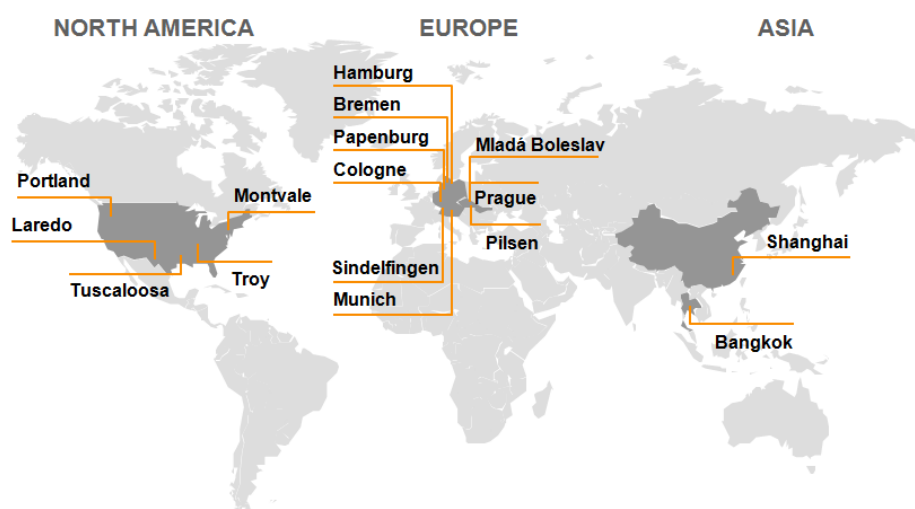 NORTH AMERICA
EUROPE
ASIA
Portland
Montvale
Laredo
Tuscaloosa
Troy
Hamburg
Bremen
Papenburg
Cologne
Mladá Boleslav
Prague
Pilsen
Sindelfingen
Munich
Shanghai
Bangkok